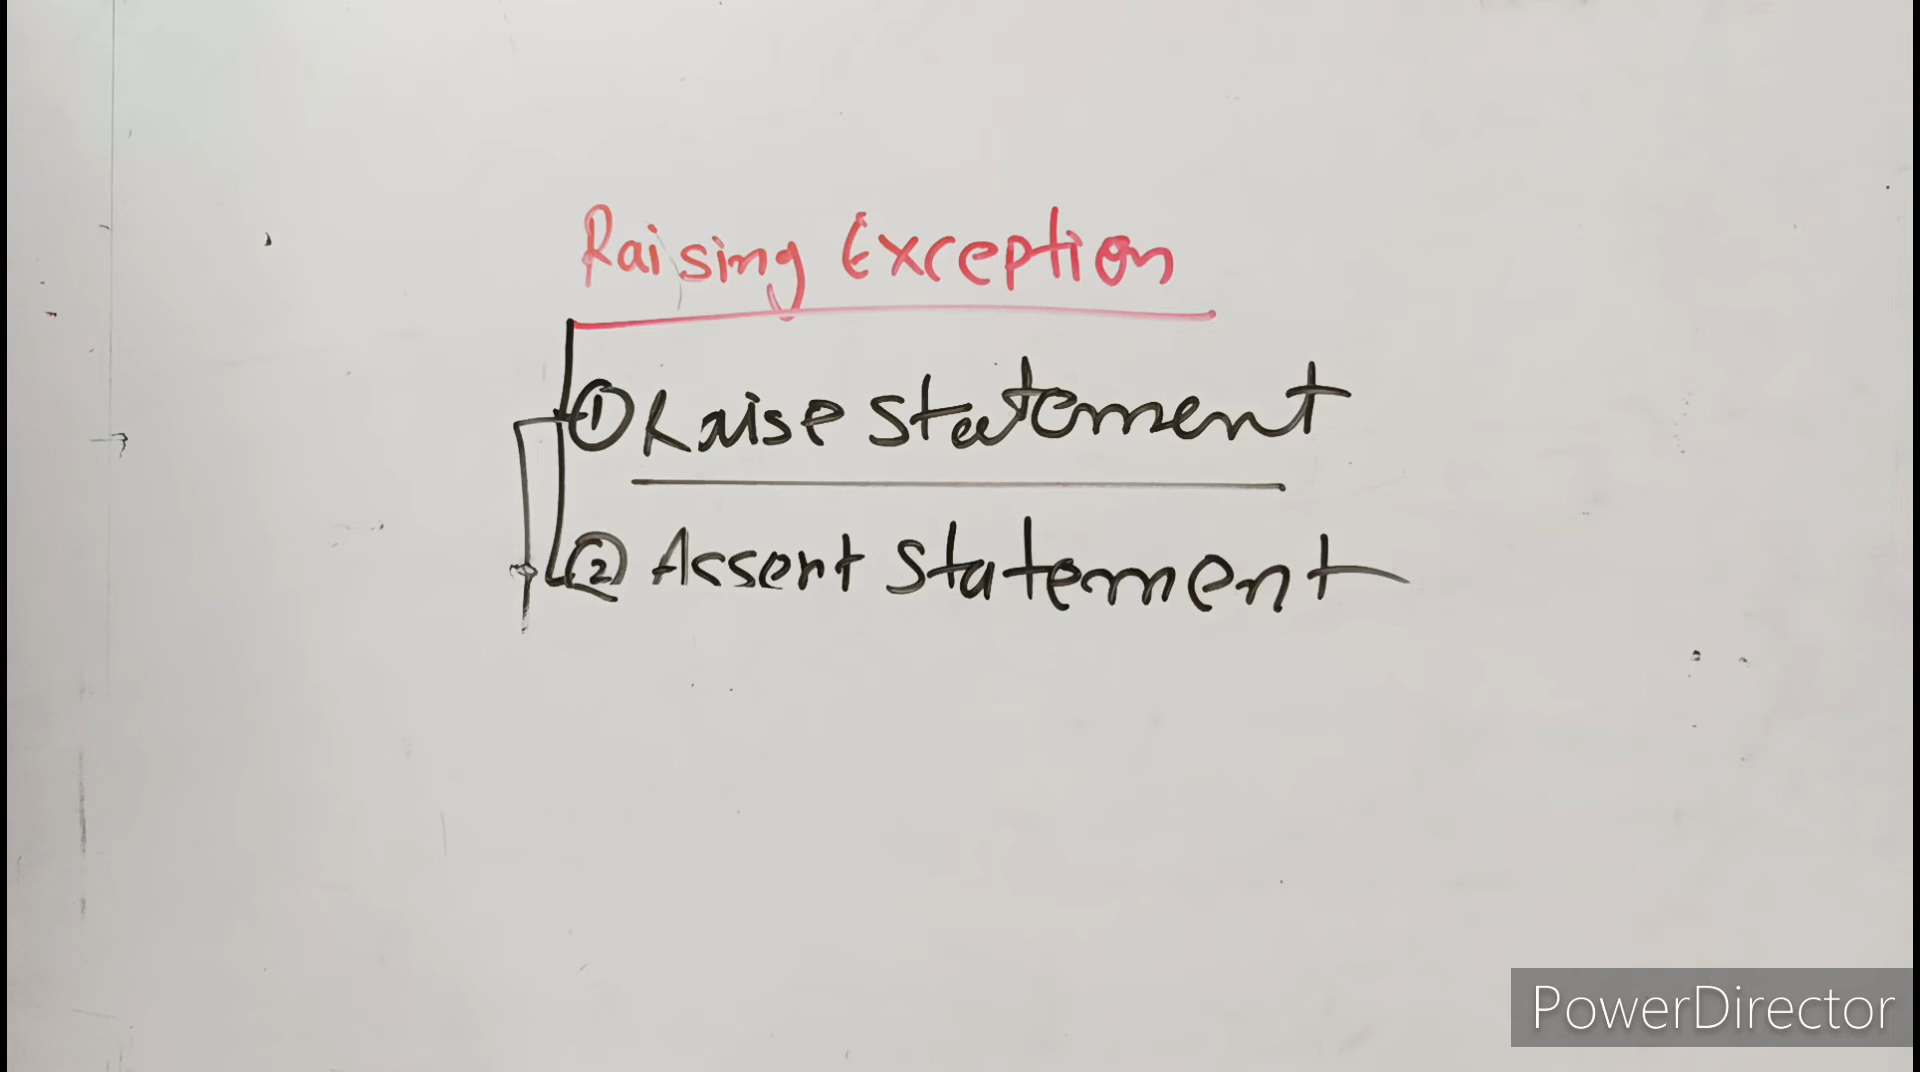 Raising Exception
① Raise Statement
② Assert Statement
PowerDirector